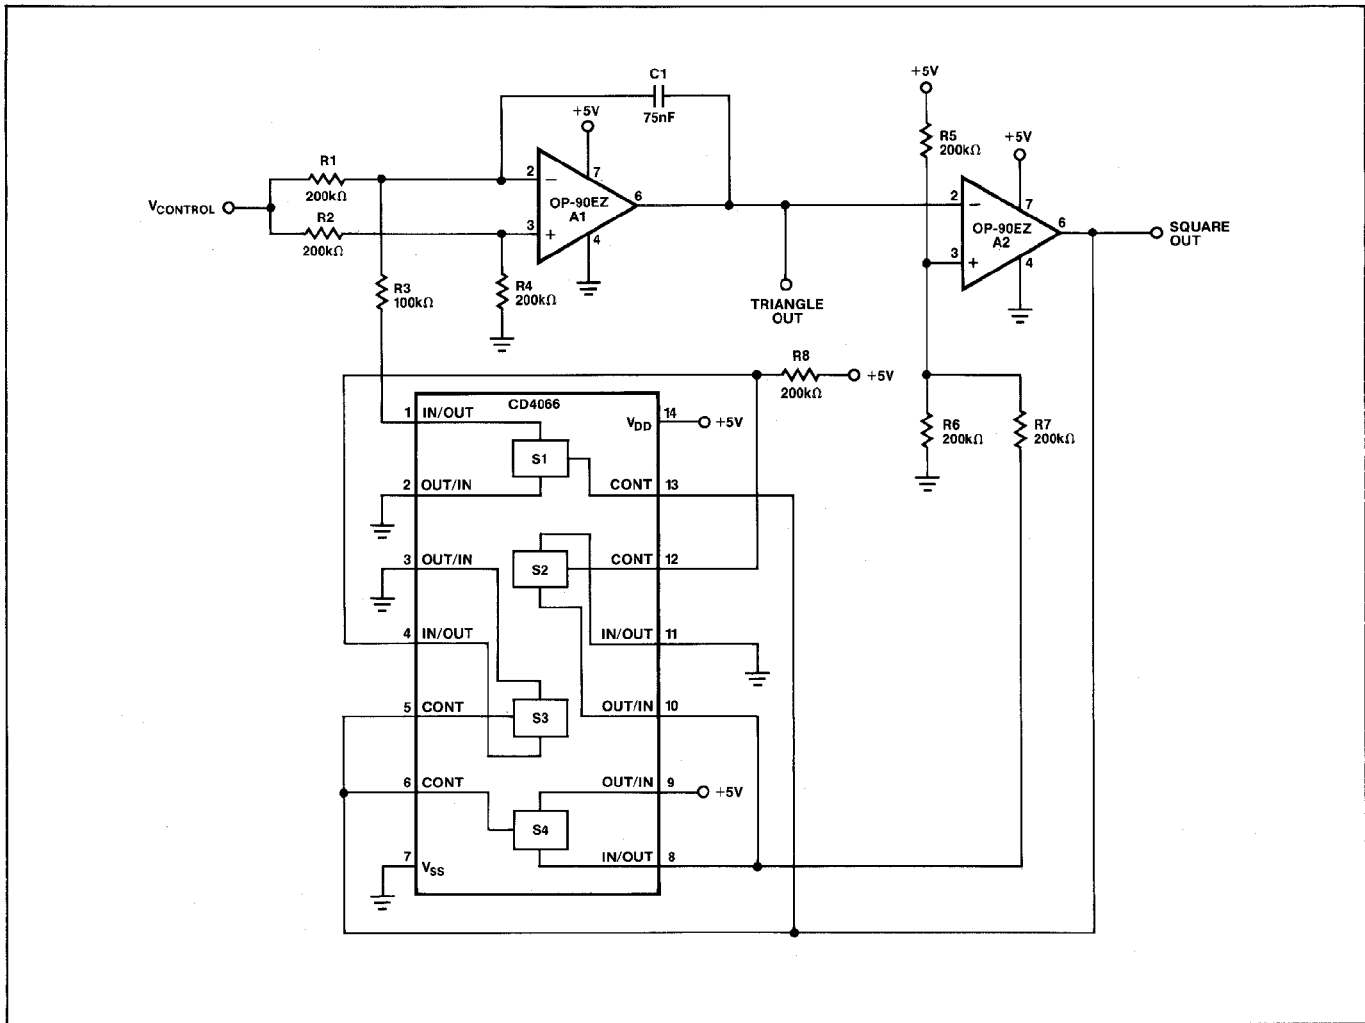 C1
75nF
+5V
+5V
R1
200kΩ
R2
200kΩ
VCONTROL
2
−
7
OP-90EZ
A1
6
3
+
4
R3
100kΩ
R4
200kΩ
TRIANGLE
OUT
R5
200kΩ
+5V
2
−
7
OP-90EZ
A2
6
3
+
4
SQUARE
OUT
R8
200kΩ
+5V
R6
200kΩ
R7
200kΩ
CD4066
1 IN/OUT
VDD 14 +5V
S1
2 OUT/IN
CONT 13
3 OUT/IN
S2
CONT 12
4 IN/OUT
IN/OUT 11
5 CONT
S3
OUT/IN 10
6 CONT
OUT/IN 9 +5V
S4
7 VSS
IN/OUT 8